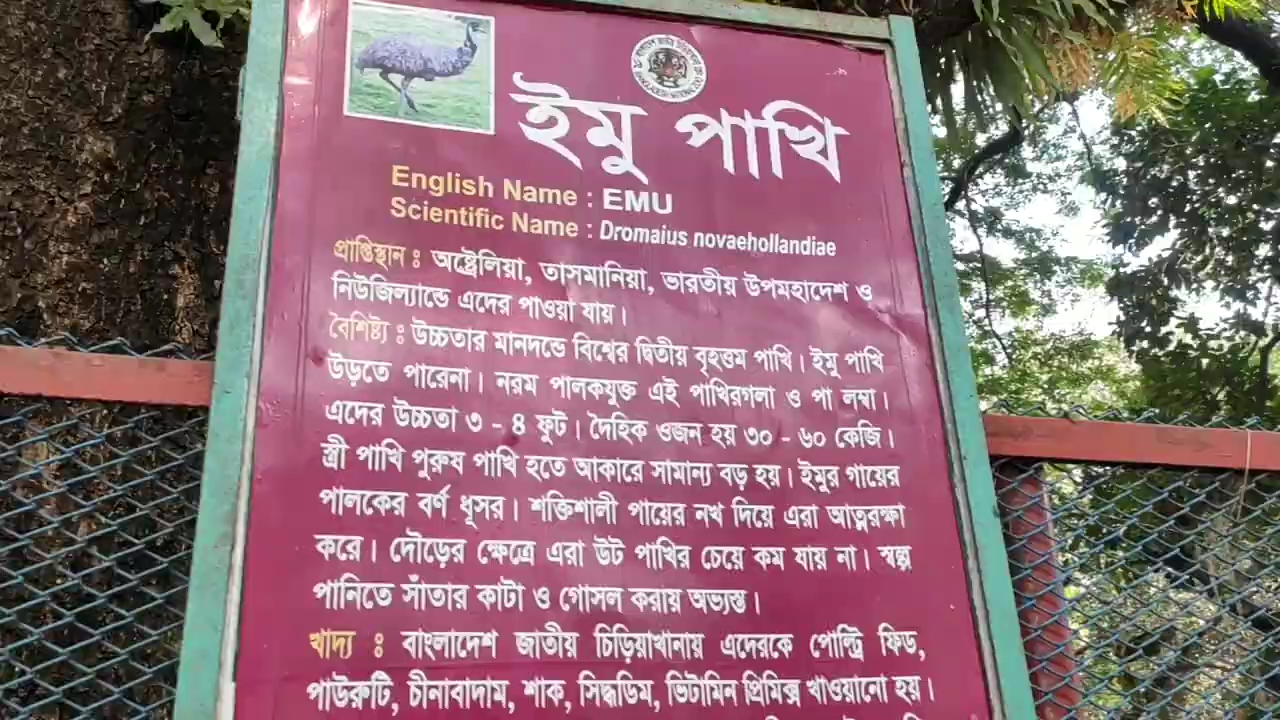 ইমু পাখি
English Name : EMU
Scientific Name : Dromaius novaehollandiae
প্রাপ্তিস্থান : অষ্ট্রেলিয়া, তাসমানিয়া, ভারতীয় উপমহাদেশ ও
নিউজিল্যান্ডে এদের পাওয়া যায়।
বৈশিষ্ট্য : উচ্চতার মানদন্ডে বিশ্বের দ্বিতীয় বৃহত্তম পাখি। ইমু পাখি
উড়তে পারেনা। নরম পালকযুক্ত এই পাখিরগলা ও পা লম্বা।
এদের উচ্চতা ৩ - ৪ ফুট। দৈহিক ওজন হয় ৩০ - ৬০ কেজি।
স্ত্রী পাখি পুরুষ পাখি হতে আকারে সামান্য বড় হয়। ইমুর গায়ের
পালকের বর্ণ ধূসর। শক্তিশালী পায়ের নখ দিয়ে এরা আত্মরক্ষা
করে। দৌড়ের ক্ষেত্রে এরা উট পাখির চেয়ে কম যায় না। স্বল্প
পানিতে সাঁতার কাটা ও গোসল করায় অভ্যস্ত।
খাদ্য : বাংলাদেশ জাতীয় চিড়িয়াখানায় এদেরকে পোল্ট্রি ফিড,
পাউরুটি, চীনাবাদাম, শাক, সিদ্ধডিম, ভিটামিন প্রিমিক্স খাওয়ানো হয়।